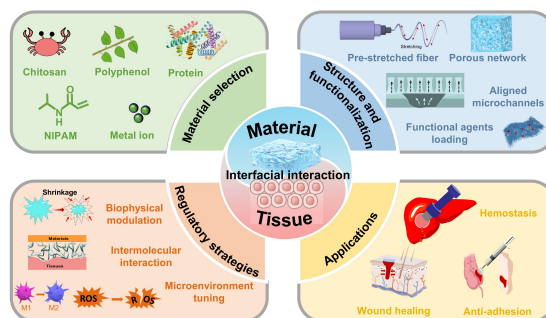 Chitosan
Polyphenol
Protein
NIPAM
Metal ion
Material selection
Stretching
Pre-stretched fiber
Porous network
Aligned
microchannels
Functional agents
loading
Structure and
functionalization
Material
Interfacial interaction
Tissue
Regulatory strategies
Shrinkage
Biophysical
modulation
Materials
Intermolecular
interaction
Tissues
Microenvironment
tuning
M1
M2
ROS
R Os
Applications
Hemostasis
Wound healing
Anti-adhesion
O
N
H